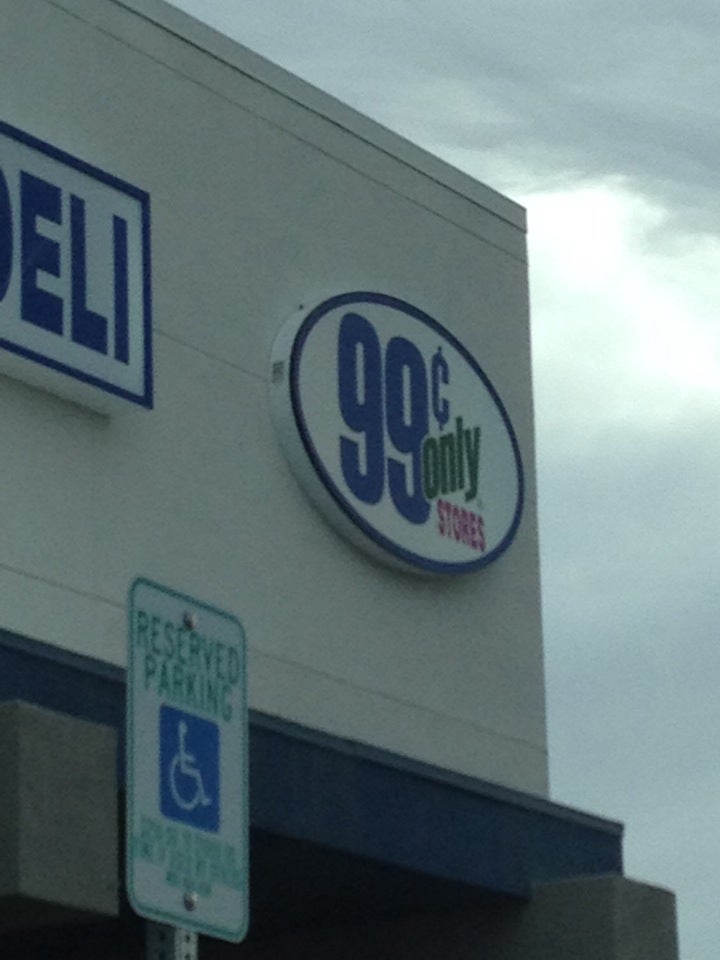 DELI
99¢
only
STORES
RESERVED
PARKING